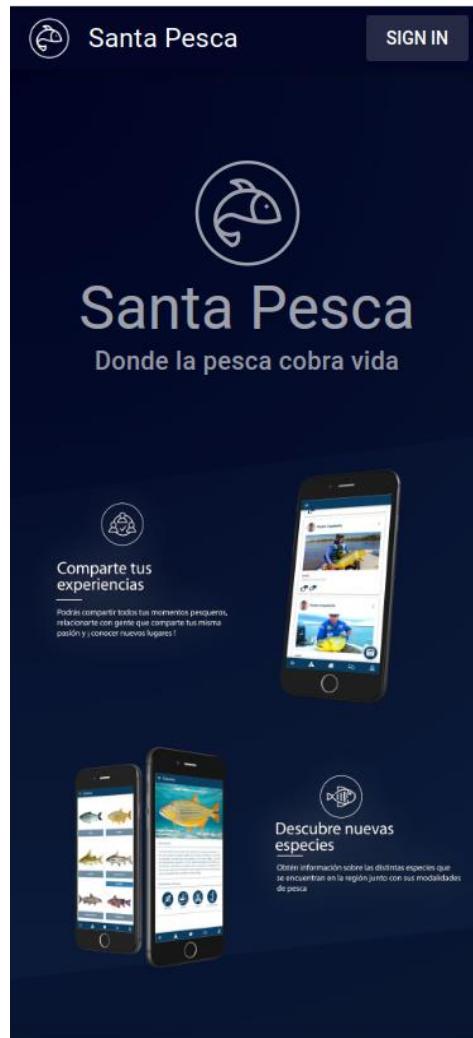 Santa Pesca
SIGN IN
Santa Pesca
Donde la pesca cobra vida
Comparte tus
experiencias
Podrás compartir todos tus momentos pesqueros,
relacionarte con gente que comparte tus misma
pasión y ¡ conocer nuevos lugares !
Descubre nuevas
especies
Obtén información sobre las distintas especies que
se encuentran en la región junto con sus modalidades
de pesca